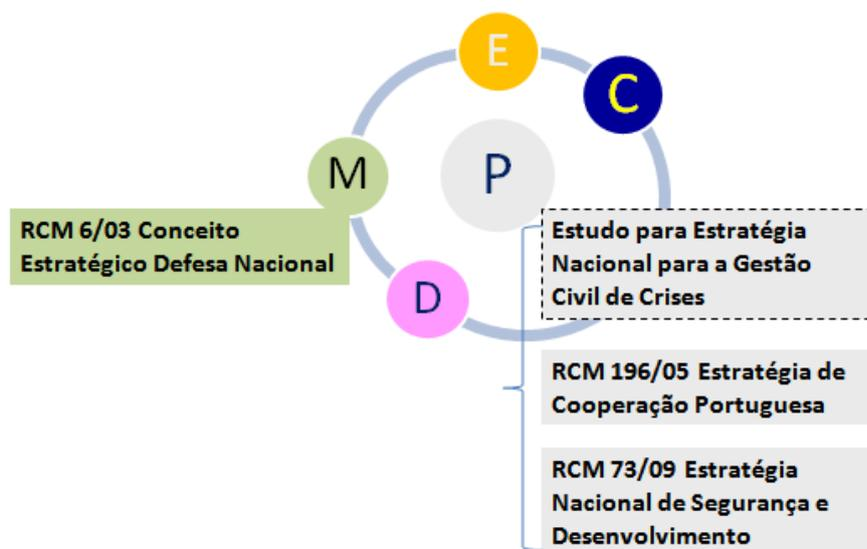 E
C
M
P
RCM 6/03 Conceito
Estratégico Defesa Nacional
D
Estudo para Estratégia
Nacional para a Gestão
Civil de Crises
RCM 196/05 Estratégia de
Cooperação Portuguesa
RCM 73/09 Estratégia
Nacional de Segurança e
Desenvolvimento